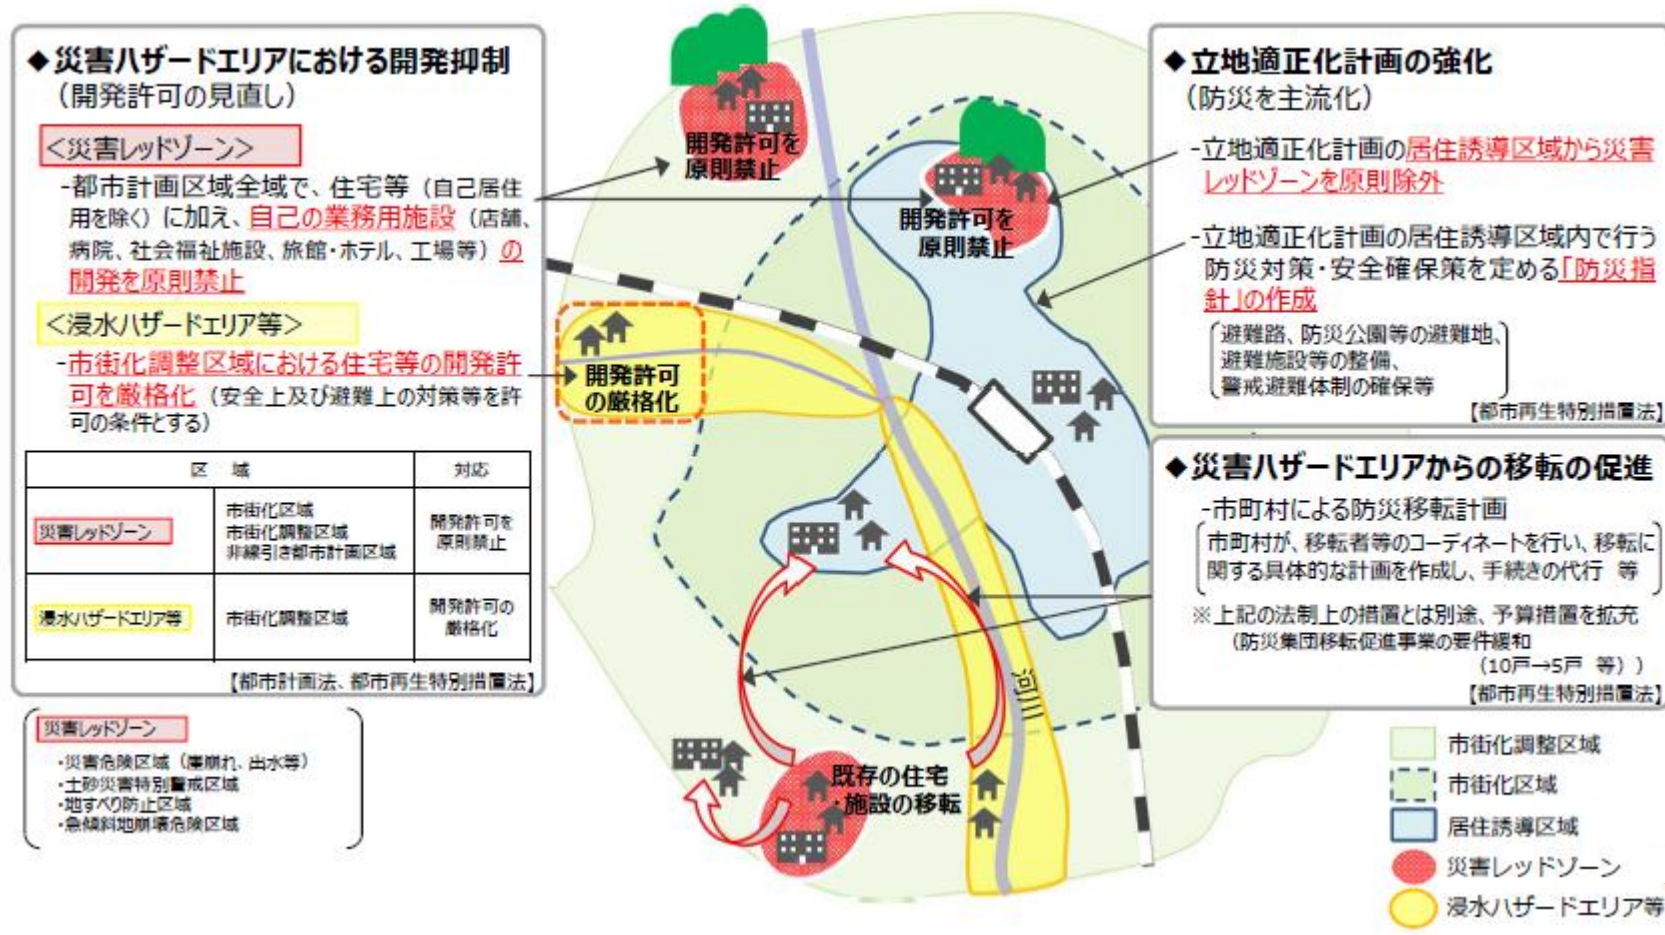 ◆災害ハザードエリアにおける開発抑制
（開発許可の見直し）
＜災害レッドゾーン＞
-都市計画区域全域で、住宅等（自己居住
用を除く）に加え、自己の業務用施設（店舗、
病院、社会福祉施設、旅館・ホテル、工場等）の
開発を原則禁止
＜浸水ハザードエリア等＞
-市街化調整区域における住宅等の開発許
可を厳格化（安全上及び避難上の対策等を許
可の条件とする）
区 域
対応
災害レッドゾーン
市街化区域
市街化調整区域
非線引き都市計画区域
開発許可を
原則禁止
浸水ハザードエリア等
市街化調整区域
開発許可の
厳格化
【都市計画法、都市再生特別措置法】
災害レッドゾーン
・災害危険区域（崖崩れ、出水等）
・土砂災害特別警戒区域
・地すべり防止区域
・急傾斜地崩壊危険区域
開発許可を
原則禁止
開発許可を
原則禁止
開発許可
の厳格化
河川
既存の住宅
・施設の移転
◆立地適正化計画の強化
（防災を主流化）
-立地適正化計画の居住誘導区域から災害
レッドゾーンを原則除外
-立地適正化計画の居住誘導区域内で行う
防災対策・安全確保策を定める「防災指
針」の作成
避難路、防災公園等の避難地、
避難施設等の整備、
警戒避難体制の確保等
【都市再生特別措置法】
◆災害ハザードエリアからの移転の促進
-市町村による防災移転計画
市町村が、移転者等のコーディネートを行い、移転に
関する具体的な計画を作成し、手続きの代行 等
※上記の法制上の措置とは別途、予算措置を拡充
（防災集団移転促進事業の要件緩和
（10戸→5戸 等））
【都市再生特別措置法】
市街化調整区域
市街化区域
居住誘導区域
災害レッドゾーン
浸水ハザードエリア等